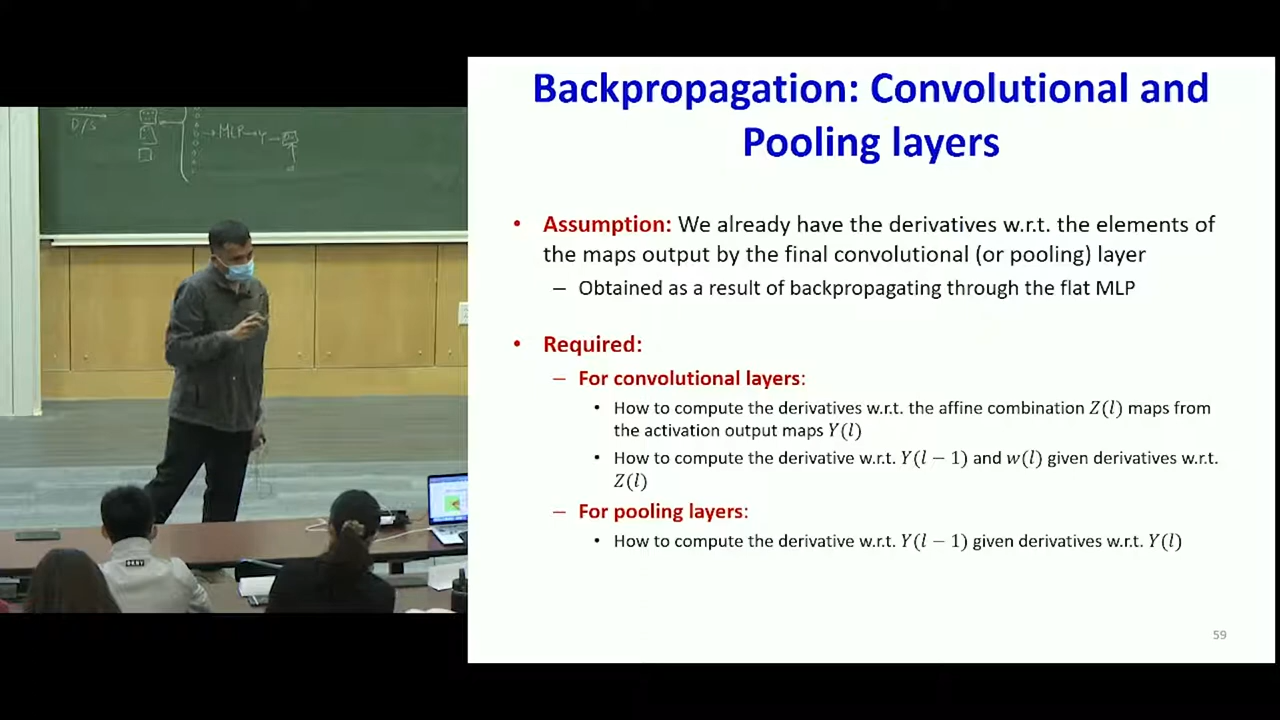 D/S
MLP → Y
DKNY
Backpropagation: Convolutional and
Pooling layers
• Assumption: We already have the derivatives w.r.t. the elements of
the maps output by the final convolutional (or pooling) layer
– Obtained as a result of backpropagating through the flat MLP
• Required:
– For convolutional layers:
• How to compute the derivatives w.r.t. the affine combination Z(l) maps from
the activation output maps Y(l)
• How to compute the derivative w.r.t. Y(l − 1) and w(l) given derivatives w.r.t.
Z(l)
– For pooling layers:
• How to compute the derivative w.r.t. Y(l − 1) given derivatives w.r.t. Y(l)
59